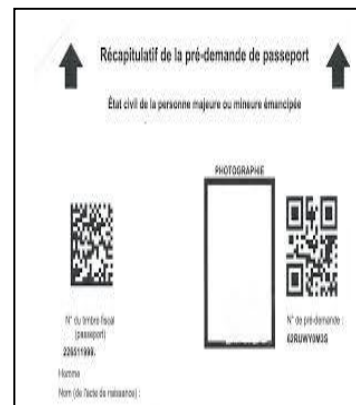 Récapitulatif de la pré-demande de passeport
État civil de la personne majeure ou mineure émancipée
PHOTOGRAPHIE
N° du timbre fiscal
(passeport)
226511999.
N° de pré-demande :
Homme
Nom (de l'acte de naissance) :